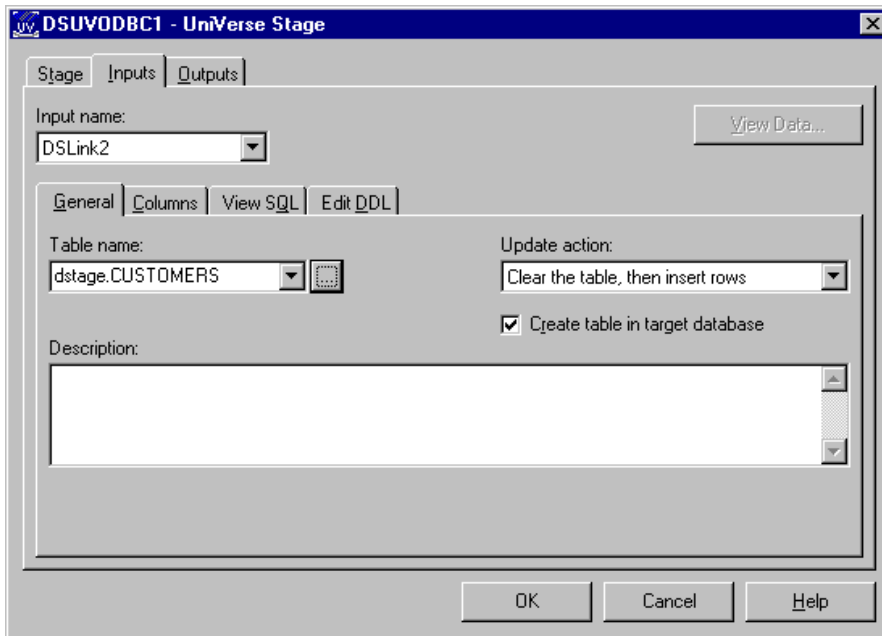 DSUVODBC1 - UniVerse Stage
Stage Inputs Outputs
Input name:
View Data...
DSLink2
General Columns View SQL Edit DDL
Table name: Update action:
dstage.CUSTOMERS ... Clear the table, then insert rows
Create table in target database
Description:
OK Cancel Help